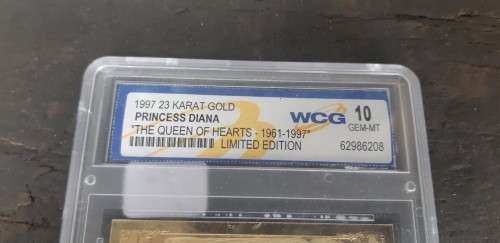 1997 23 KARAT GOLD
PRINCESS DIANA
"THE QUEEN OF HEARTS - 1961-1997"
LIMITED EDITION
WCG 10
GEM-MT
62986208